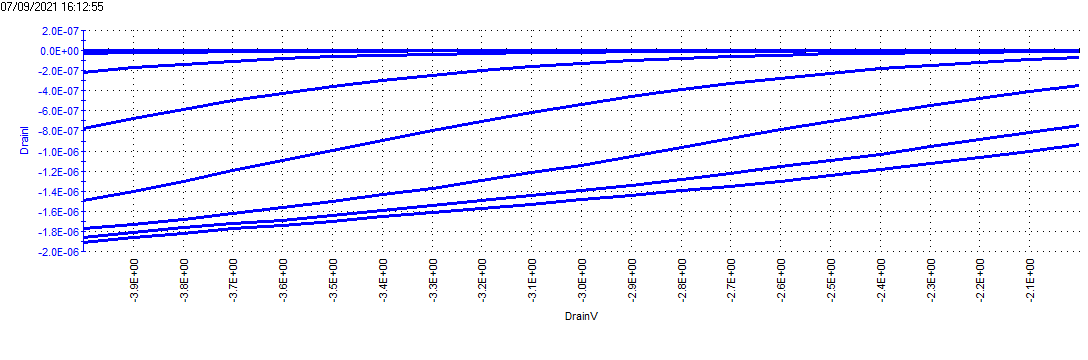 07/09/2021 16:12:55
2.0E-07
0.0E+00
-2.0E-07
-4.0E-07
-6.0E-07
-8.0E-07
-1.0E-06
-1.2E-06
-1.4E-06
-1.6E-06
-1.8E-06
-2.0E-06
DrainI
-3.9E+00
-3.8E+00
-3.7E+00
-3.6E+00
-3.5E+00
-3.4E+00
-3.3E+00
-3.2E+00
-3.1E+00
-3.0E+00
-2.9E+00
-2.8E+00
-2.7E+00
-2.6E+00
-2.5E+00
-2.4E+00
-2.3E+00
-2.2E+00
-2.1E+00
DrainV